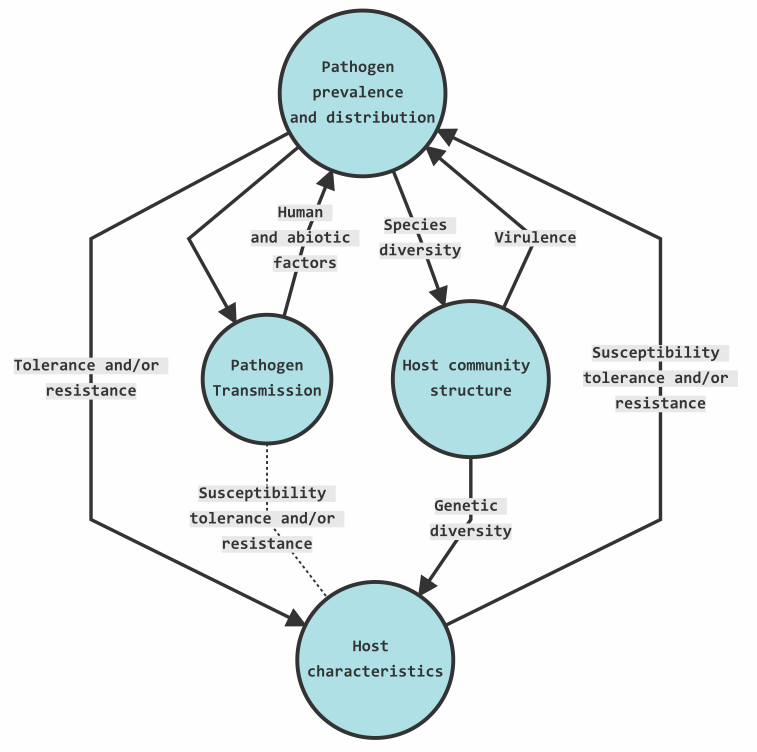 Pathogen
prevalence
and distribution
Human
and abiotic
factors
Species
diversity
Virulence
Tolerance and/or
resistance
Pathogen
Transmission
Host community
structure
Susceptibility
tolerance and/or
resistance
Susceptibility
tolerance and/or
resistance
Genetic
diversity
Host
characteristics